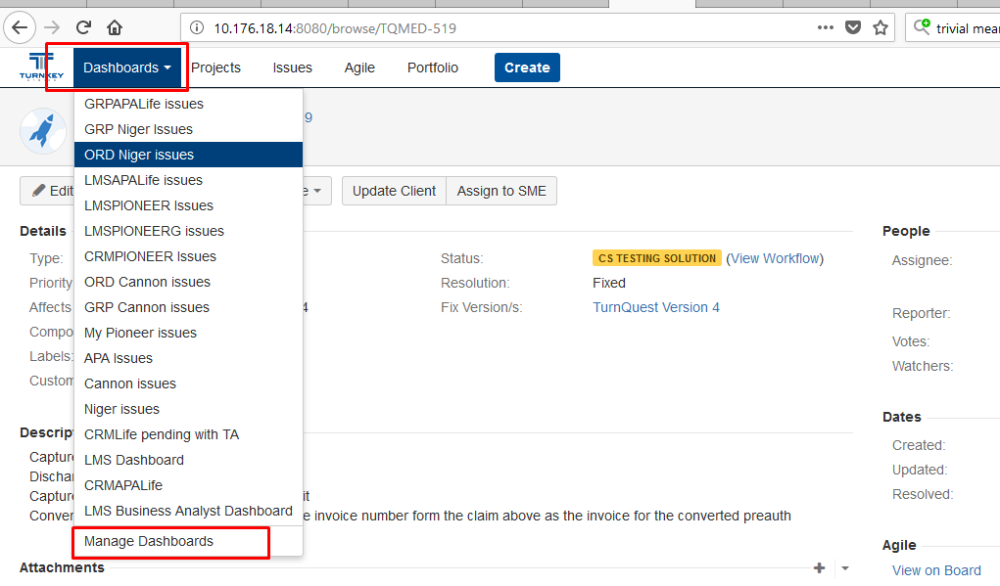 10.176.18.14:8080/browse/TQMED-519
trivial mean
TURNKEY
Dashboards
Projects
Issues
Agile
Portfolio
Create
GRPAPALife issues
GRP Niger Issues
ORD Niger issues
LMSAPALife issues
LMSPIONEER Issues
LMSPIONEERG issues
CRMPIONEER Issues
ORD Cannon issues
GRP Cannon issues
My Pioneer issues
APA Issues
Cannon issues
Niger issues
CRMLife pending with TA
LMS Dashboard
CRMAPALife
LMS Business Analyst Dashboard
Manage Dashboards
9
Edit
e
Update Client
Assign to SME
Details
Type:
Status:
CS TESTING SOLUTION (View Workflow)
Priority
Resolution:
Fixed
Affects
4
Fix Version/s:
TurnQuest Version 4
Compo
Labels:
Custom
Descript
Capture
Dischar
Capture
it
Conver
e invoice number form the claim above as the invoice for the converted preauth
Attachments
People
Assignee:
Reporter:
Votes:
Watchers:
Dates
Created:
Updated:
Resolved:
Agile
View on Board